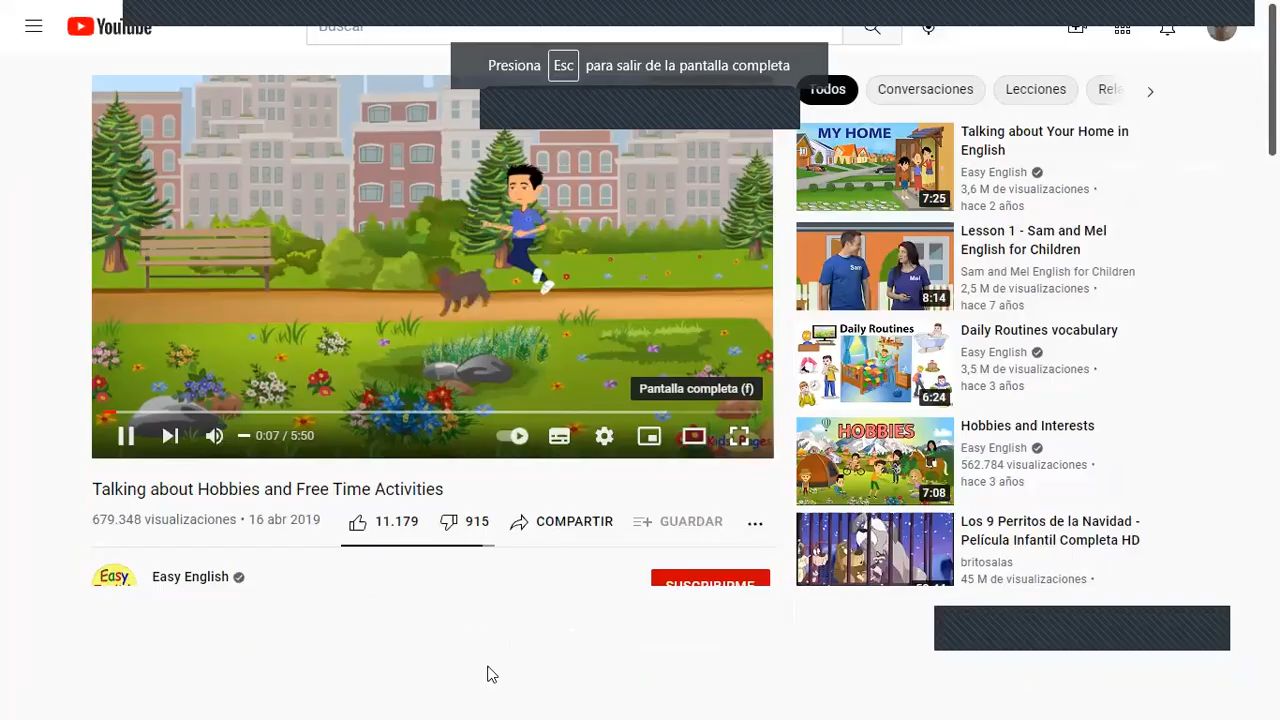 YouTube
Buscar
Presiona Esc para salir de la pantalla completa
Todos
Conversaciones
Lecciones
Rela
MY HOME
7:25
Talking about Your Home in
English
Easy English
3,6 M de visualizaciones •
hace 2 años
Sam
Mel
8:14
Lesson 1 - Sam and Mel
English for Children
Sam and Mel English for Children
2,5 M de visualizaciones •
hace 7 años
Daily Routines
6:24
Daily Routines vocabulary
Easy English
3,5 M de visualizaciones •
hace 3 años
HOBBIES
7:08
Hobbies and Interests
Easy English
562.784 visualizaciones •
hace 3 años
Los 9 Perritos de la Navidad -
Película Infantil Completa HD
britosalas
45 M de visualizaciones •
Pantalla completa (f)
0:07 / 5:50
Kids Pages
Talking about Hobbies and Free Time Activities
679.348 visualizaciones • 16 abr 2019
11.179
915
COMPARTIR
GUARDAR
Easy
Easy English
SUSCRIBIRME